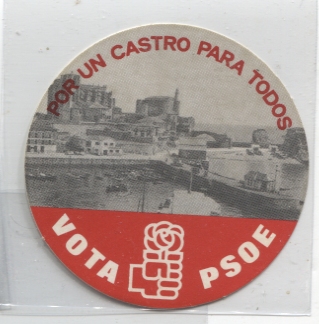 POR UN CASTRO PARA TODOS
VOTA PSOE